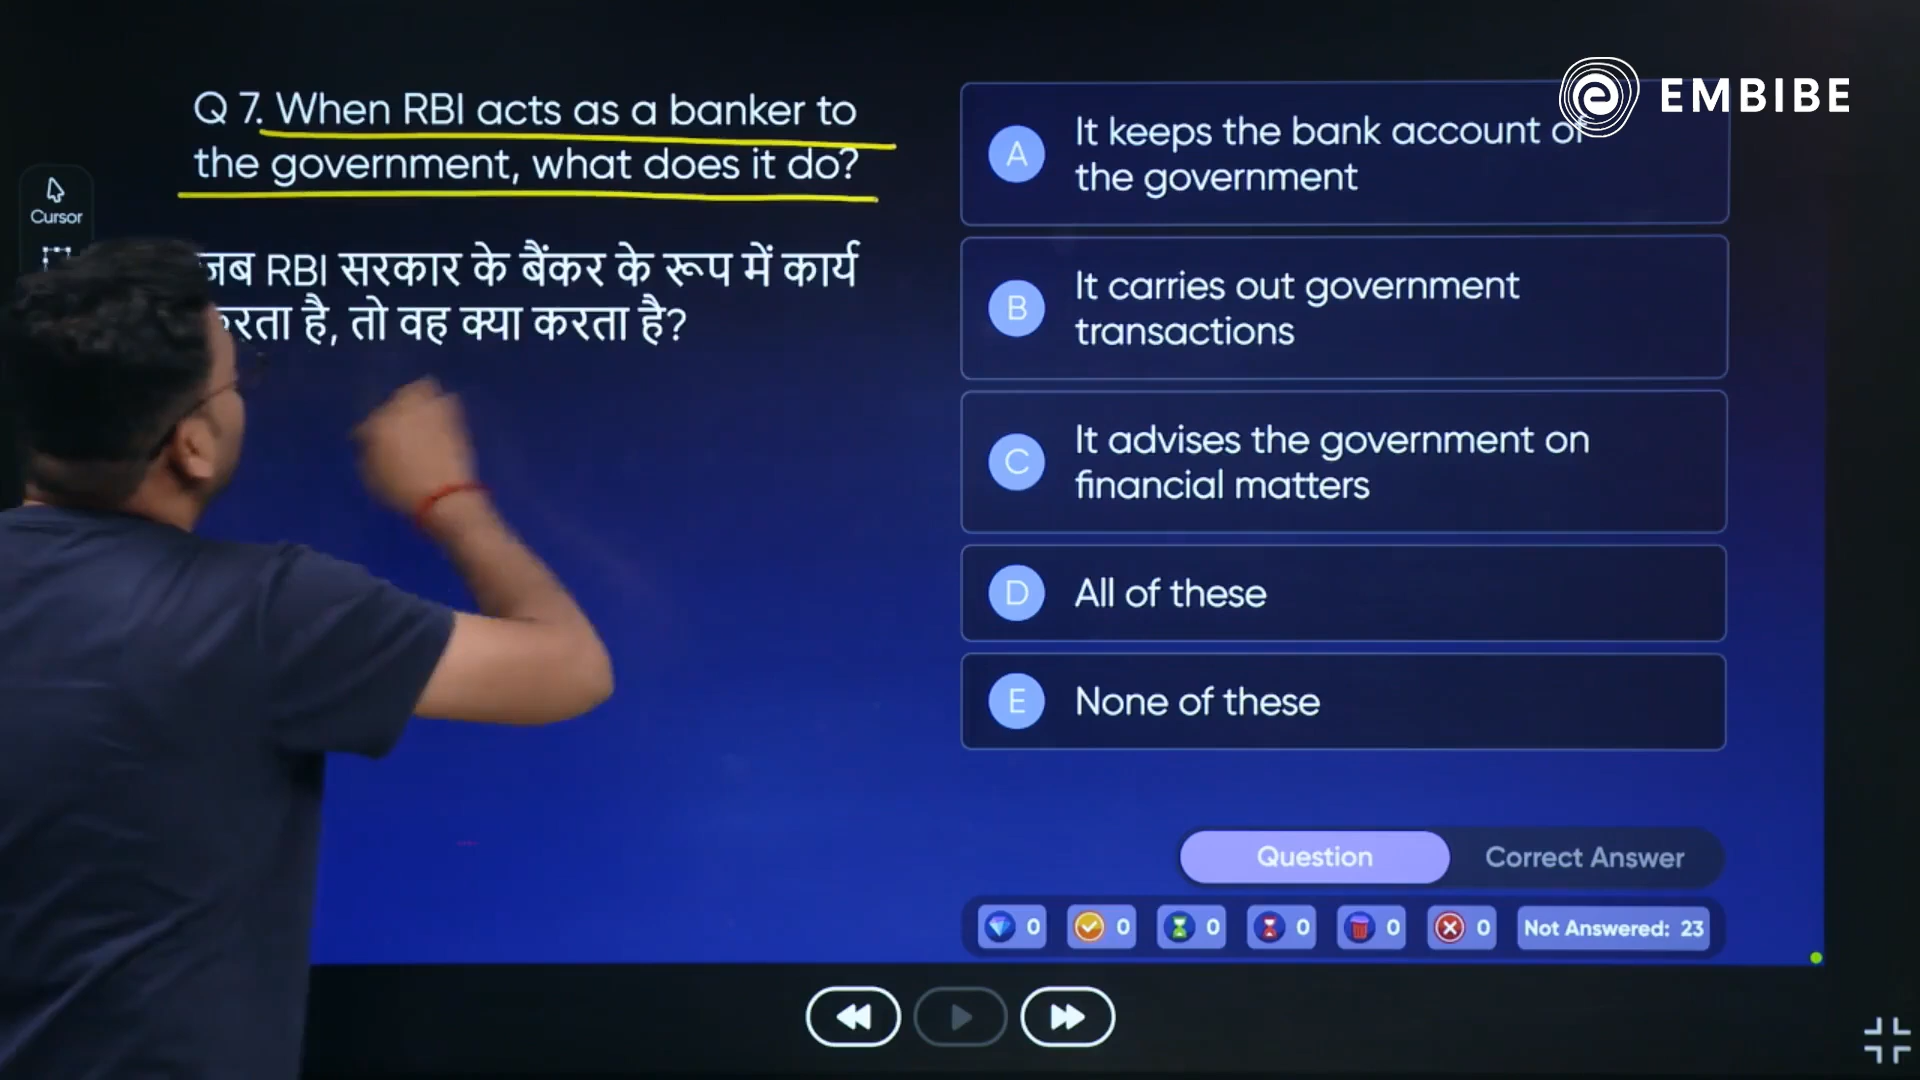 EMBIBE
Q 7. When RBI acts as a banker to
the government, what does it do?
Cursor
जब RBI सरकार के बैंकर के रूप में कार्य
करता है, तो वह क्या करता है?
A It keeps the bank account of
the government
B It carries out government
transactions
C It advises the government on
financial matters
D All of these
E None of these
Question Correct Answer
0 0 0 0 0 0 Not Answered: 23